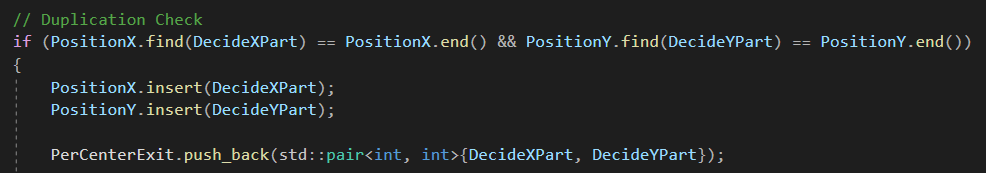 // Duplication Check
if (PositionX.find(DecideXPart) == PositionX.end() && PositionY.find(DecideYPart) == PositionY.end())
{
PositionX.insert(DecideXPart);
PositionY.insert(DecideYPart);
PerCenterExit.push_back(std::pair<int, int>{DecideXPart, DecideYPart});